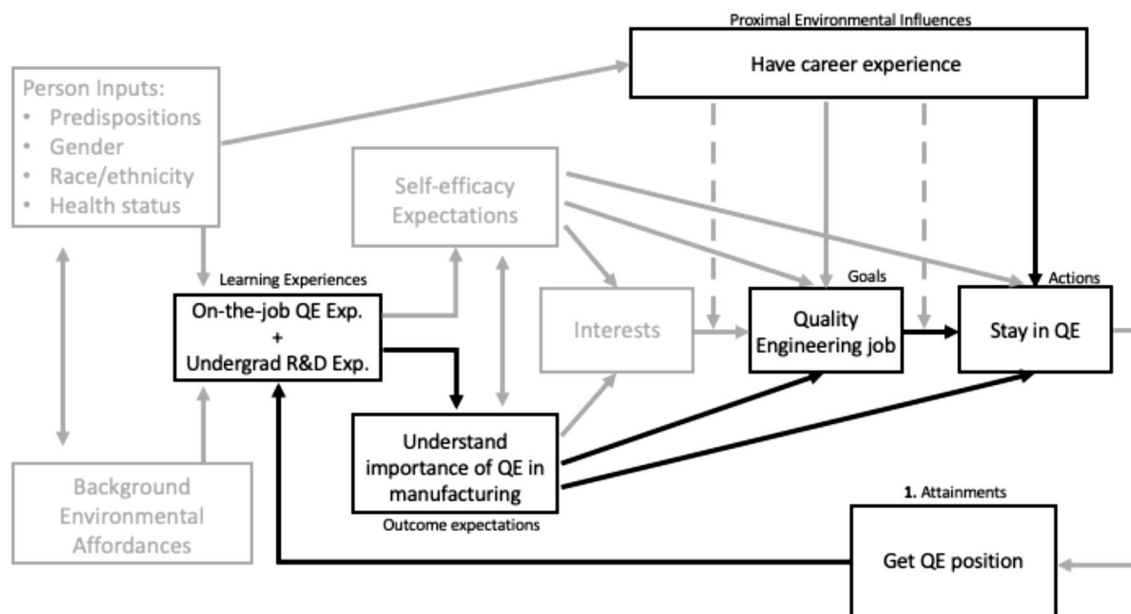 Proximal Environmental Influences
Have career experience
Person Inputs:
• Predispositions
• Gender
• Race/ethnicity
• Health status
Self-efficacy
Expectations
Learning Experiences
On-the-job QE Exp.
+
Undergrad R&D Exp.
Interests
Goals
Quality
Engineering job
Actions
Stay in QE
Understand
importance of QE in
manufacturing
Outcome expectations
Background
Environmental
Affordances
1. Attainments
Get QE position